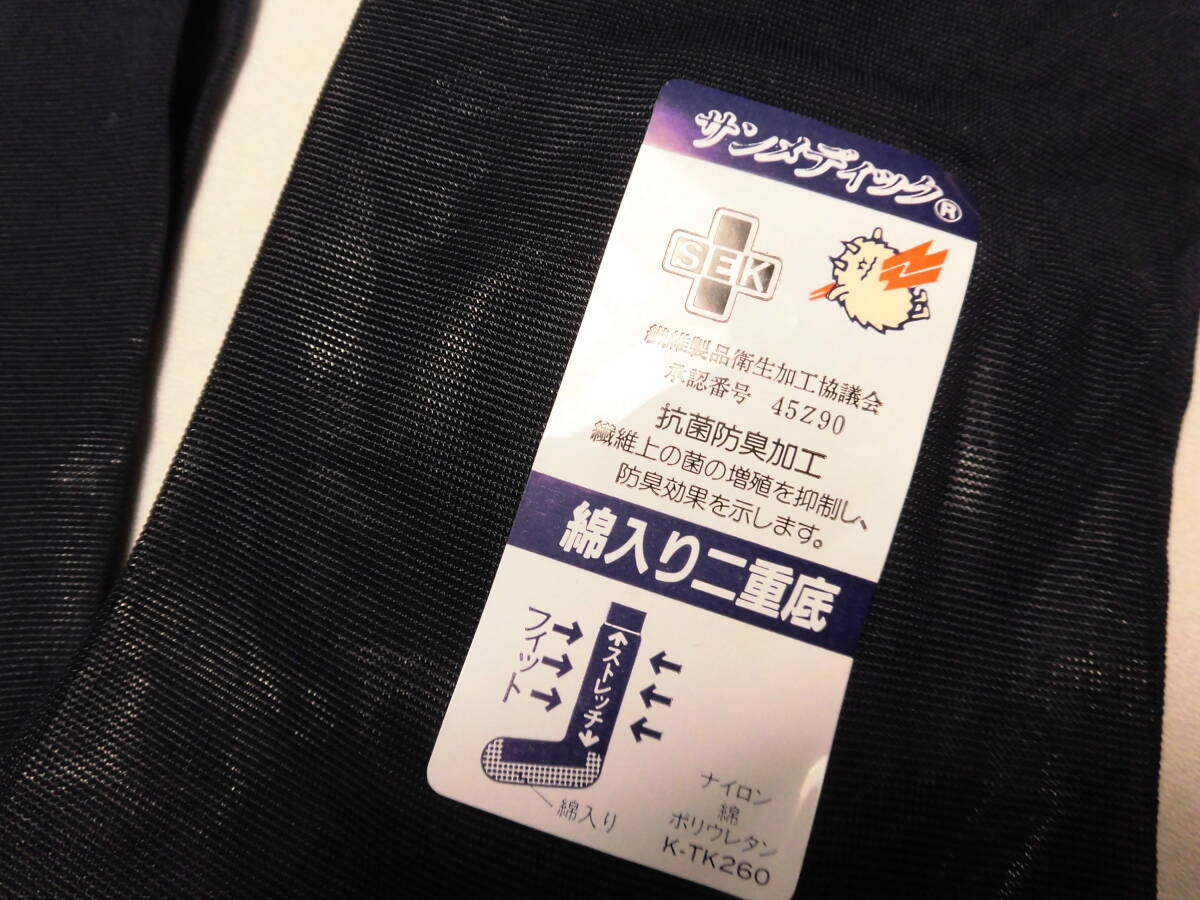 サンメディック®
SEK
繊維製品衛生加工協議会
承認番号 45Z90
抗菌防臭加工
繊維上の菌の増殖を抑制し、
防臭効果を示します。
綿入り二重底
フィット
ストレッチ
綿入り
ナイロン
綿
ポリウレタン
K-TK260